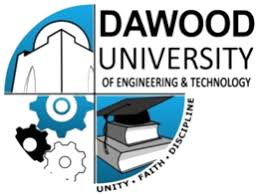 DAWOOD
UNIVERSITY
OF ENGINEERING & TECHNOLOGY
UNITY • FAITH • DISCIPLINE